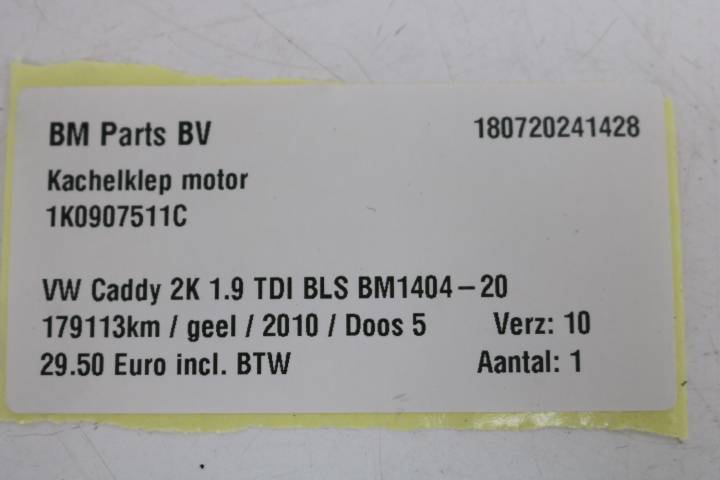 BM Parts BV 180720241428
Kachelklep motor
1K0907511C
VW Caddy 2K 1.9 TDI BLS BM1404-20
179113km / geel / 2010 / Doos 5 Verz: 10
29.50 Euro incl. BTW Aantal: 1